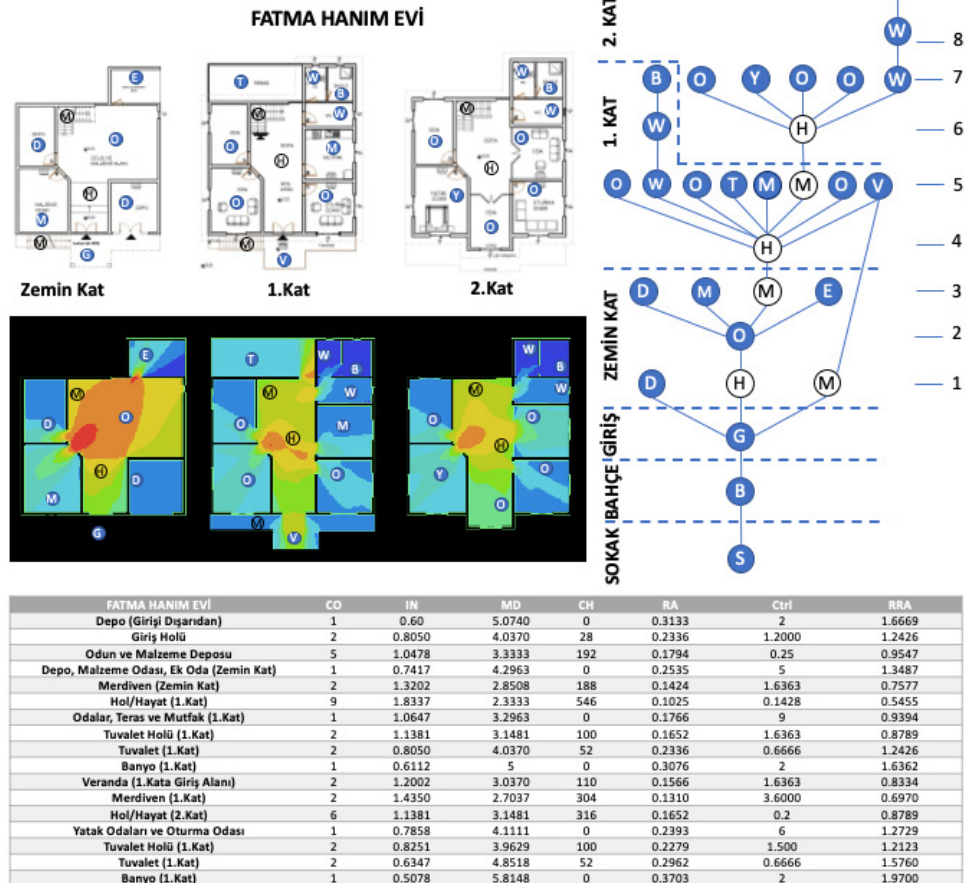 FATMA HANIM EVİ
Zemin Kat
1.Kat
2.Kat
E
O
D
H
D
M
M
M
G
T
W
B
W
M
O
H
M
O
O
M
V
W
B
W
M
O
O
H
O
Y
O
E
M
O
D
H
D
M
G
T
W
B
W
M
O
H
M
O
O
M
V
W
B
W
M
O
O
H
Y
O
O
2. KAT
W
8
B O Y O O W
7
1. KAT
W
H
6
O W O T M M O V
5
H
4
ZEMİN KAT
D M M E
3
O
2
D H M
1
GİRİŞ
G
BAHÇE
B
SOKAK
S
FATMA HANIM EVİ CO IN MD CH RA Ctrl RRA
Depo (Girişi Dışarıdan) 1 0.60 5.0740 0 0.3133 2 1.6669
Giriş Holü 2 0.8050 4.0370 28 0.2336 1.2000 1.2426
Odun ve Malzeme Deposu 5 1.0478 3.3333 192 0.1794 0.25 0.9547
Depo, Malzeme Odası, Ek Oda (Zemin Kat) 1 0.7417 4.2963 0 0.2535 5 1.3487
Merdiven (Zemin Kat) 2 1.3202 2.8508 188 0.1424 1.6363 0.7577
Hol/Hayat (1.Kat) 9 1.8337 2.3333 546 0.1025 0.1428 0.5455
Odalar, Teras ve Mutfak (1.Kat) 1 1.0647 3.2963 0 0.1766 9 0.9394
Tuvalet Holü (1.Kat) 2 1.1381 3.1481 100 0.1652 1.6363 0.8789
Tuvalet (1.Kat) 2 0.8050 4.0370 52 0.2336 0.6666 1.2426
Banyo (1.Kat) 1 0.6112 5 0 0.3076 2 1.6362
Veranda (1.Kata Giriş Alanı) 2 1.2002 3.0370 110 0.1566 1.6363 0.8334
Merdiven (1.Kat) 2 1.4350 2.7037 304 0.1310 3.6000 0.6970
Hol/Hayat (2.Kat) 6 1.1381 3.1481 316 0.1652 0.2 0.8789
Yatak Odaları ve Oturma Odası 1 0.7858 4.1111 0 0.2393 6 1.2729
Tuvalet Holü (1.Kat) 2 0.8251 3.9629 100 0.2279 1.500 1.2123
Tuvalet (1.Kat) 2 0.6347 4.8518 52 0.2962 0.6666 1.5760
Banyo (1.Kat) 1 0.5078 5.8148 0 0.3703 2 1.9700